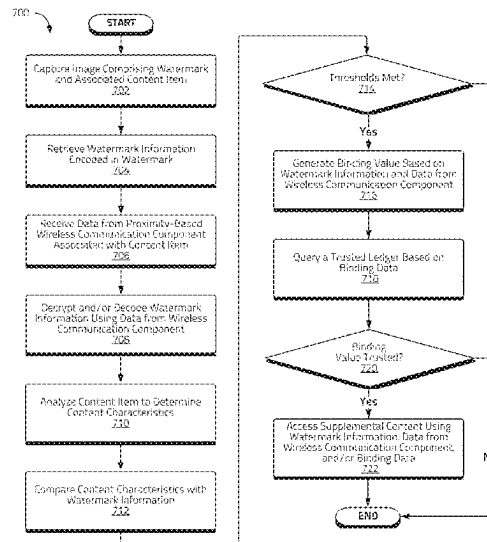 700
START
Capture Image Comprising Watermark
and Associated Content Item
702
Retrieve Watermark Information
Encoded in Watermark
704
Receive Data from Proximity-Based
Wireless Communication Component
Associated with Content Item
706
Decrypt and/or Decode Watermark
Information Using Data from Wireless
Communication Component
708
Analyze Content Item to Determine
Content Characteristics
710
Compare Content Characteristics with
Watermark Information
712
Thresholds Met?
714
Yes
Generate Binding Value Based on
Watermark Information and Data from
Wireless Communication Component
716
Query a Trusted Ledger Based on
Binding Data
718
Binding
Value Trusted?
720
Yes
Access Supplemental Content Using
Watermark Information, Data from
Wireless Communication Component,
and/or Binding Data
722
END